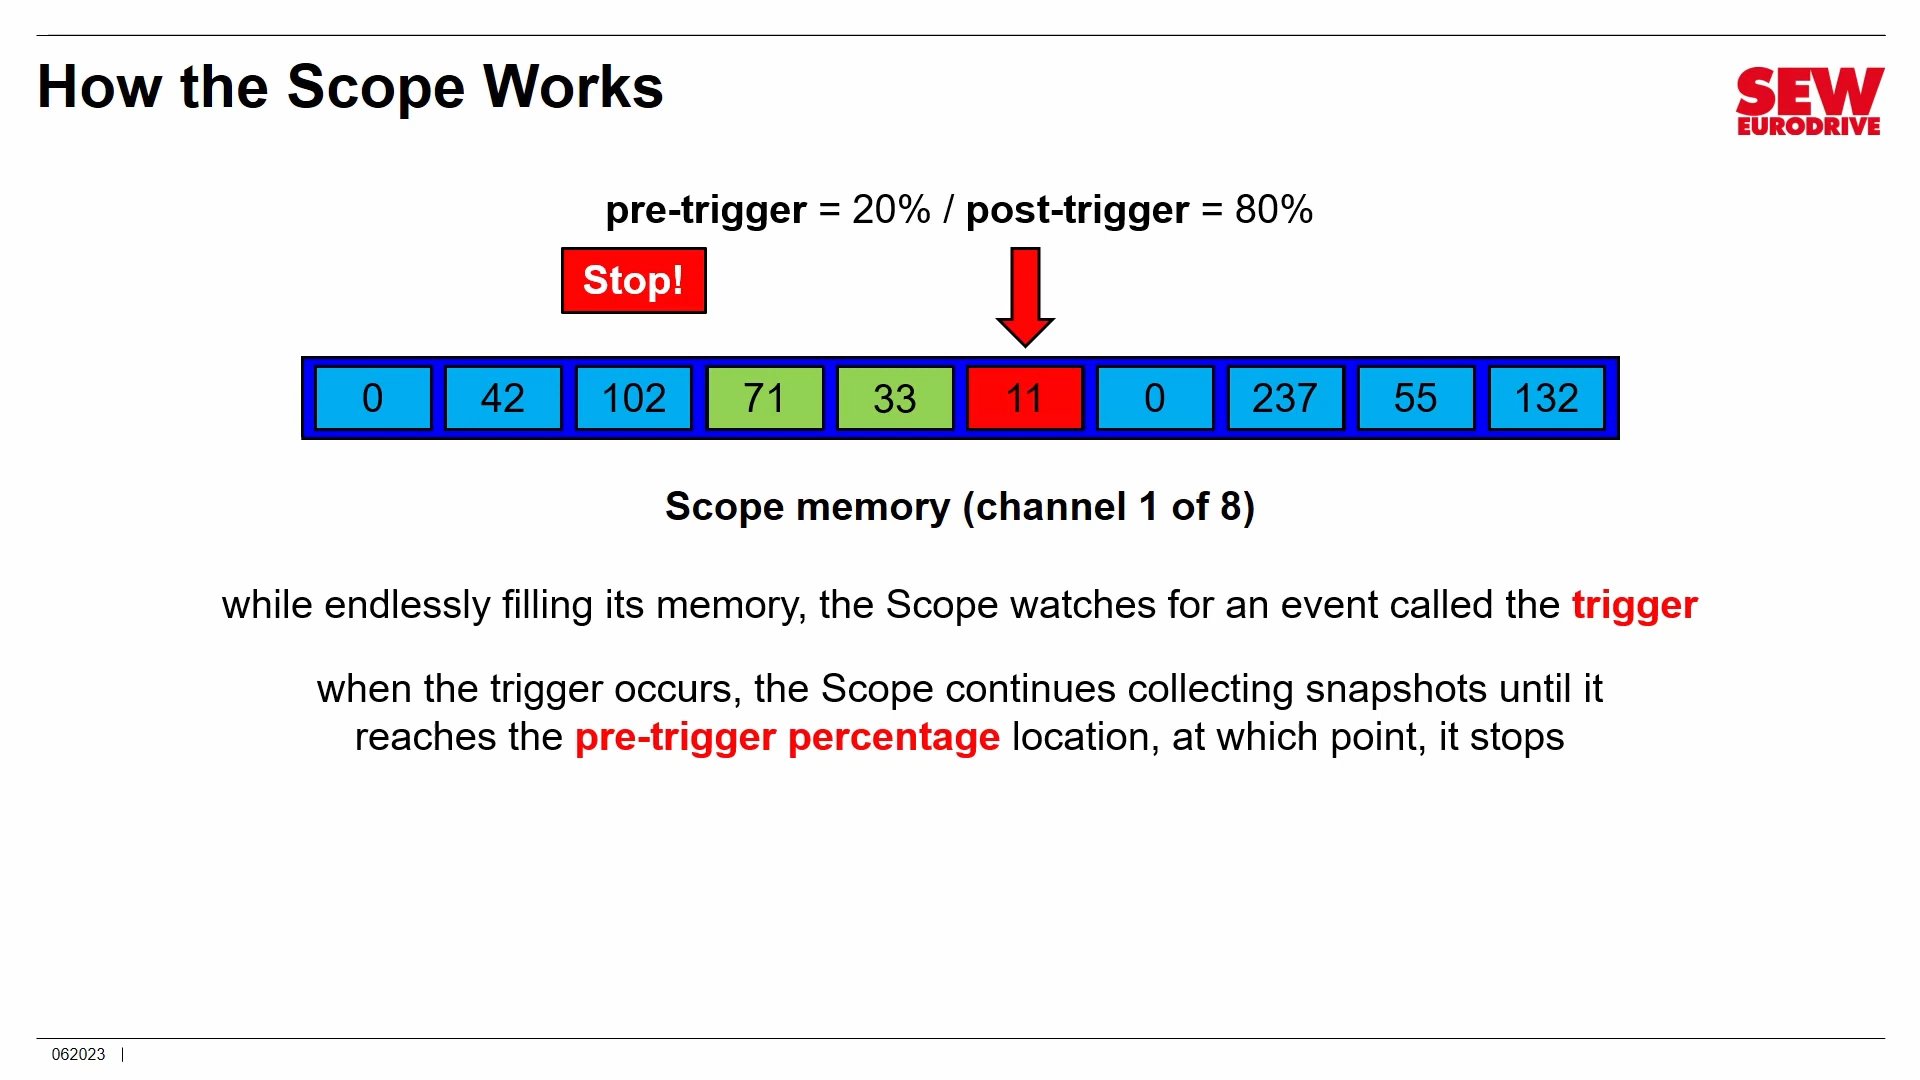 How the Scope Works
SEW
EURODRIVE
pre-trigger = 20% / post-trigger = 80%
Stop!
0 42 102 71 33 11 0 237 55 132
Scope memory (channel 1 of 8)
while endlessly filling its memory, the Scope watches for an event called the trigger
when the trigger occurs, the Scope continues collecting snapshots until it
reaches the pre-trigger percentage location, at which point, it stops
062023 |